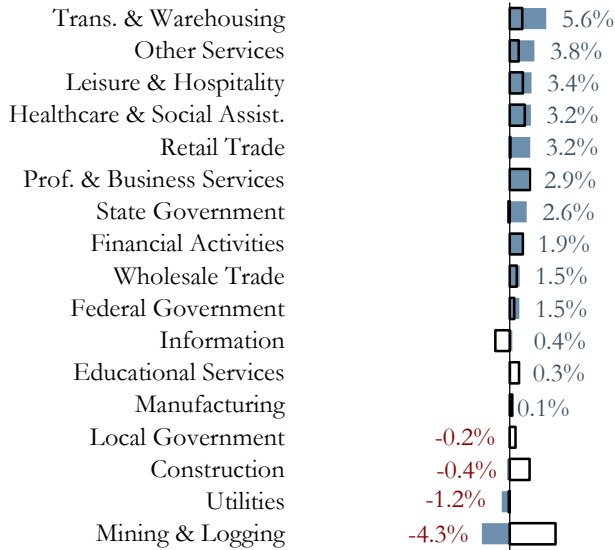 Trans. & Warehousing 5.6%
Other Services 3.8%
Leisure & Hospitality 3.4%
Healthcare & Social Assist. 3.2%
Retail Trade 3.2%
Prof. & Business Services 2.9%
State Government 2.6%
Financial Activities 1.9%
Wholesale Trade 1.5%
Federal Government 1.5%
Information 0.4%
Educational Services 0.3%
Manufacturing 0.1%
Local Government -0.2%
Construction -0.4%
Utilities -1.2%
Mining & Logging -4.3%